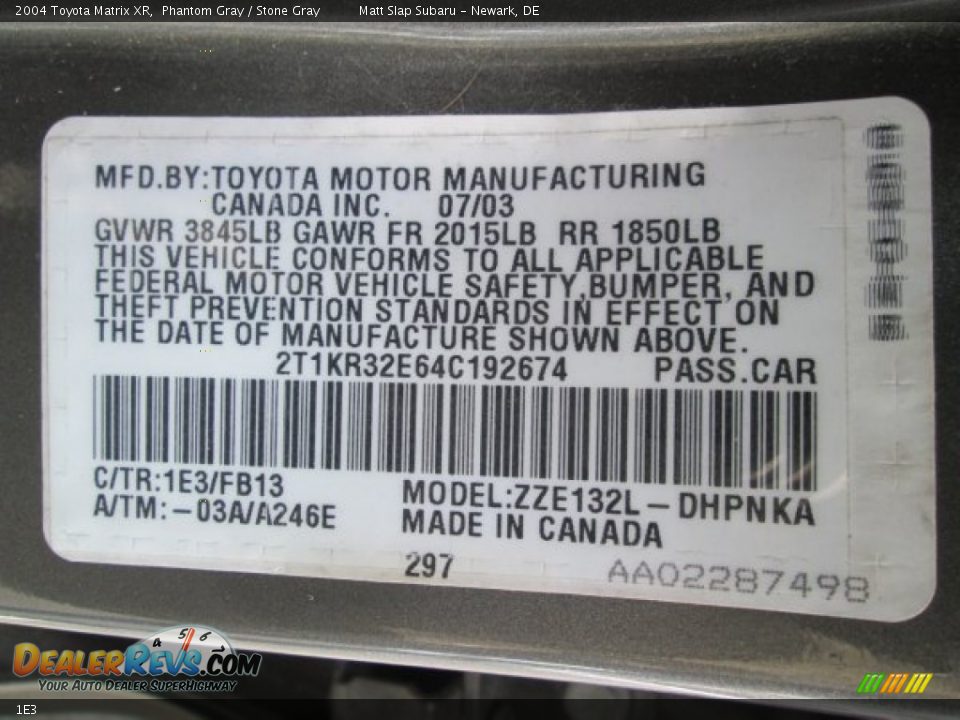 2004 Toyota Matrix XR, Phantom Gray / Stone Gray Matt Slap Subaru - Newark, DE
MFD.BY:TOYOTA MOTOR MANUFACTURING
CANADA INC. 07/03
GVWR 3845LB GAWR FR 2015LB RR 1850LB
THIS VEHICLE CONFORMS TO ALL APPLICABLE
FEDERAL MOTOR VEHICLE SAFETY,BUMPER, AND
THEFT PREVENTION STANDARDS IN EFFECT ON
THE DATE OF MANUFACTURE SHOWN ABOVE.
2T1KR32E64C192674 PASS.CAR
C/TR:1E3/FB13
A/TM:-03A/A246E
MODEL:ZZE132L-DHPNKA
MADE IN CANADA
297
AA02287498
4 5 6
DEALERREVS.COM
YOUR AUTO DEALER SUPERHIGHWAY
1E3